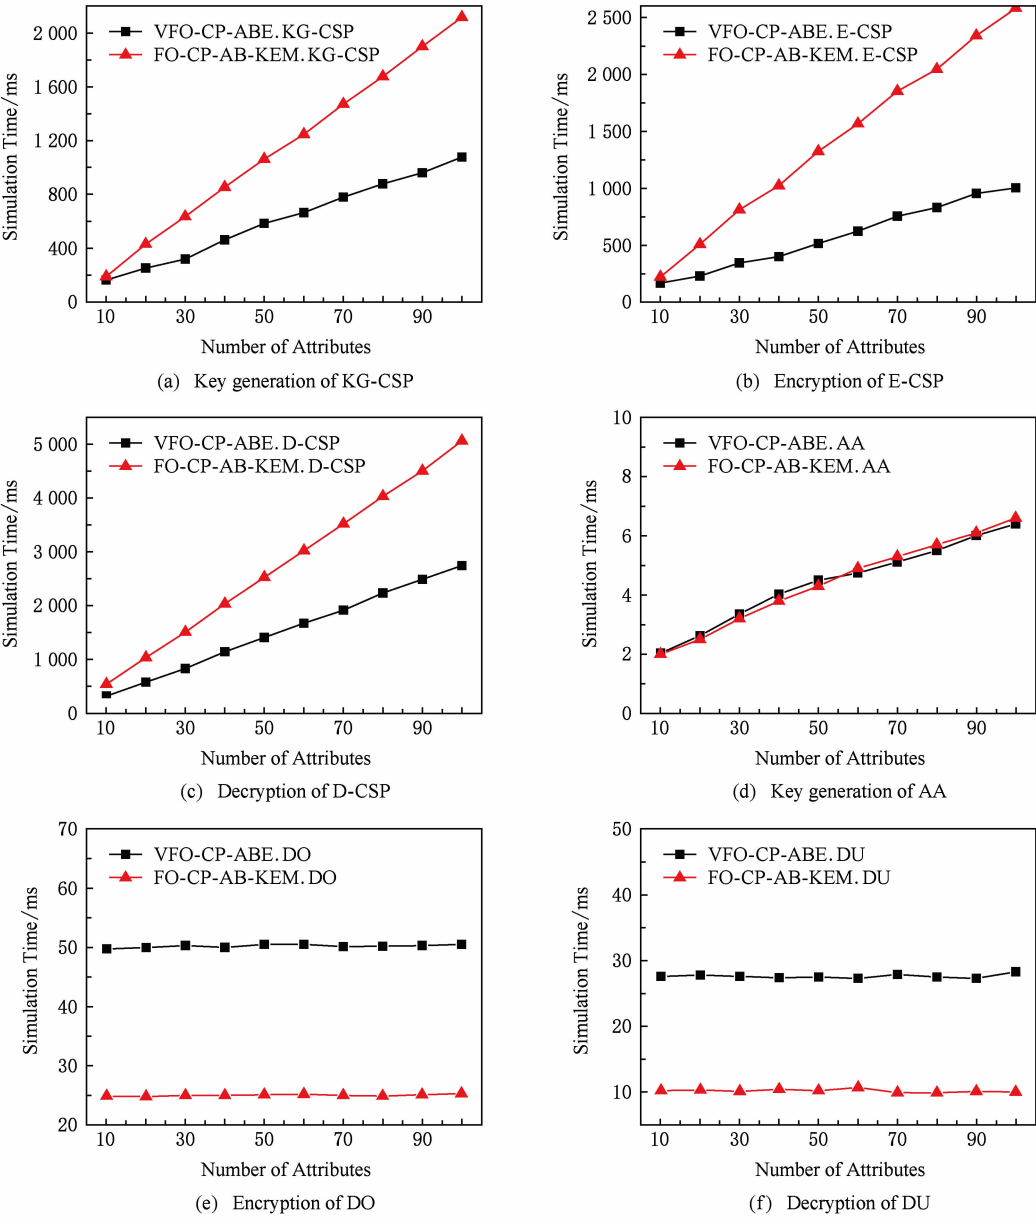 VFO-CP-ABE.KG-CSP
FO-CP-AB-KEM.KG-CSP
Simulation Time/ms
2 000
1 600
1 200
800
400
0
10 30 50 70 90
Number of Attributes
(a) Key generation of KG-CSP
VFO-CP-ABE.E-CSP
FO-CP-AB-KEM.E-CSP
Simulation Time/ms
2 500
2 000
1 500
1 000
500
0
10 30 50 70 90
Number of Attributes
(b) Encryption of E-CSP
VFO-CP-ABE.D-CSP
FO-CP-AB-KEM.D-CSP
Simulation Time/ms
5 000
4 000
3 000
2 000
1 000
0
10 30 50 70 90
Number of Attributes
(c) Decryption of D-CSP
VFO-CP-ABE.AA
FO-CP-AB-KEM.AA
Simulation Time/ms
10
8
6
4
2
0
10 30 50 70 90
Number of Attributes
(d) Key generation of AA
VFO-CP-ABE.DO
FO-CP-AB-KEM.DO
Simulation Time/ms
70
60
50
40
30
20
10 30 50 70 90
Number of Attributes
(e) Encryption of DO
VFO-CP-ABE.DU
FO-CP-AB-KEM.DU
Simulation Time/ms
50
40
30
20
10
10 30 50 70 90
Number of Attributes
(f) Decryption of DU